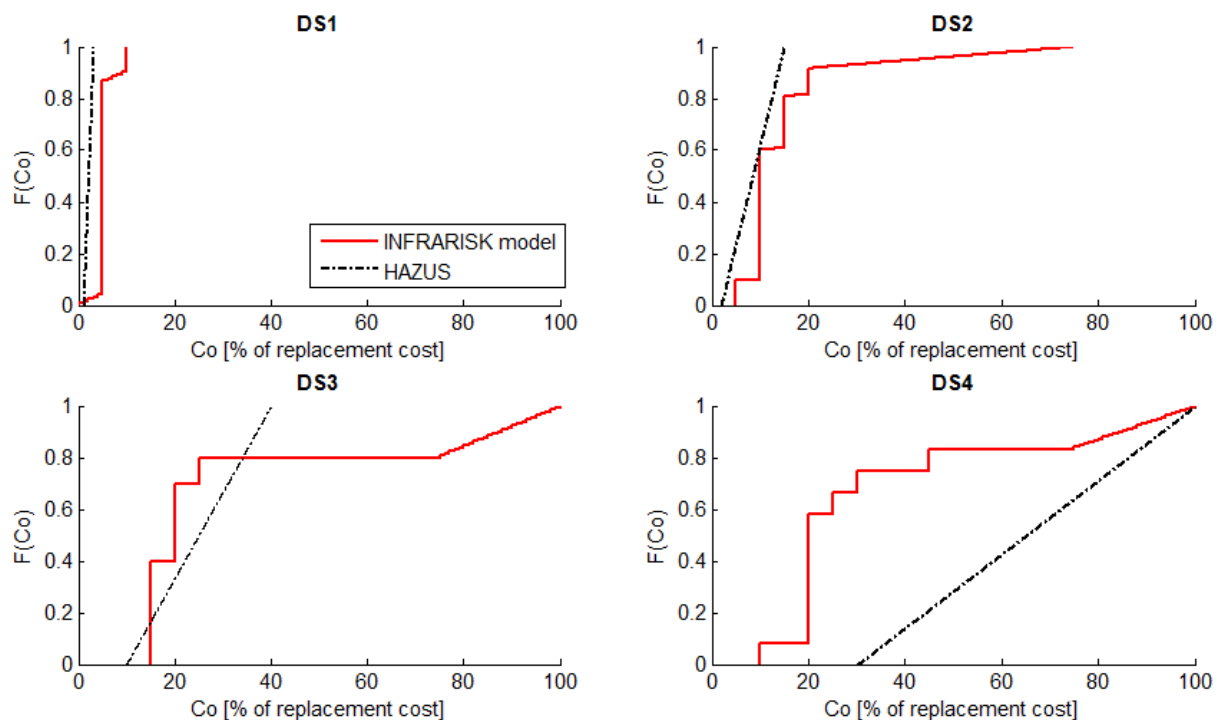 DS1
1
0.8
0.6
0.4
0.2
0
F(Co)
INFRARISK model
HAZUS
0 20 40 60 80 100
Co [% of replacement cost]
DS2
1
0.8
0.6
0.4
0.2
0
F(Co)
0 20 40 60 80 100
Co [% of replacement cost]
DS3
1
0.8
0.6
0.4
0.2
0
F(Co)
0 20 40 60 80 100
Co [% of replacement cost]
DS4
1
0.8
0.6
0.4
0.2
0
F(Co)
0 20 40 60 80 100
Co [% of replacement cost]